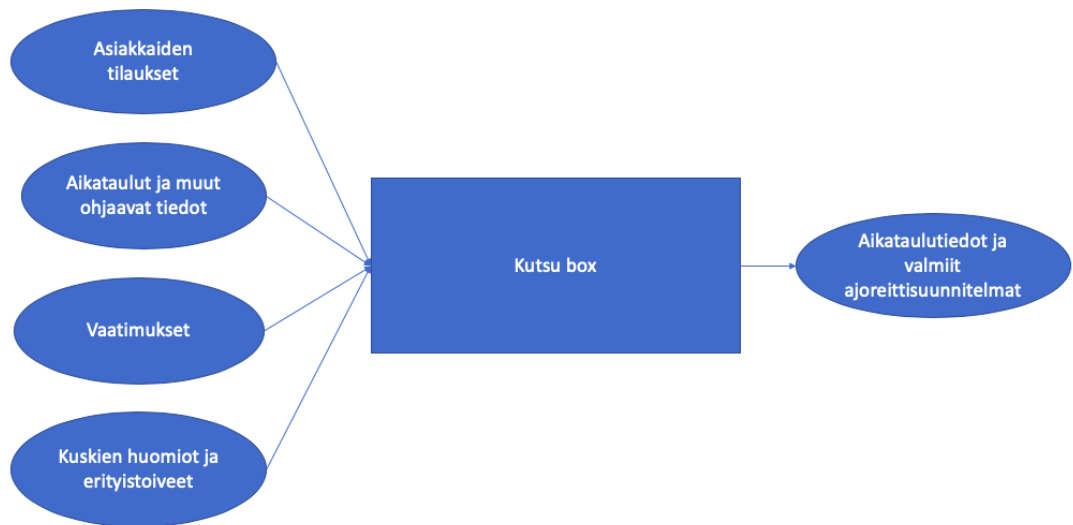 Asiakkaiden
tilaukset
Aikataulut ja muut
ohjaavat tiedot
Vaatimukset
Kuskien huomiot ja
erityistoiveet
Kutsu box
Aikataulutiedot ja
valmiit
ajoreittisuunnitelmat